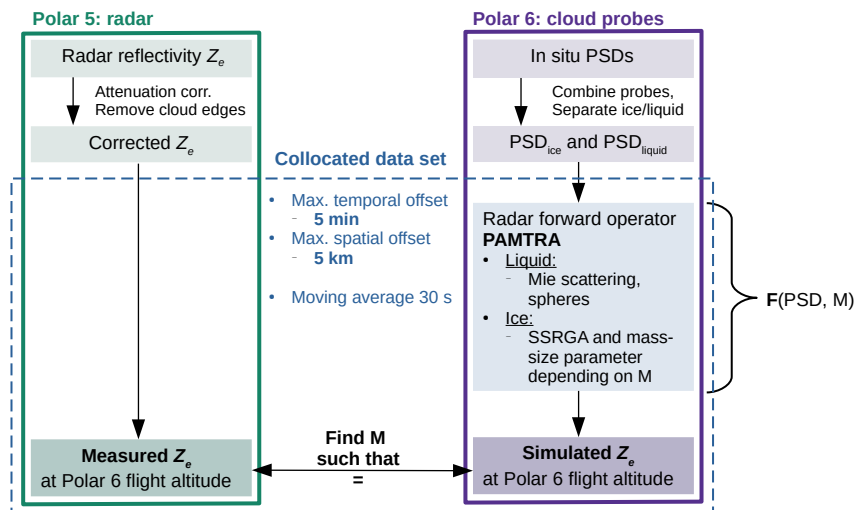 Polar 5: radar
Radar reflectivity Ze
Attenuation corr.
Remove cloud edges
Corrected Ze
Measured Ze
at Polar 6 flight altitude
Collocated data set
• Max. temporal offset
- 5 min
• Max. spatial offset
- 5 km
• Moving average 30 s
Find M
such that
=
Polar 6: cloud probes
In situ PSDs
Combine probes,
Separate ice/liquid
PSDice and PSDliquid
Radar forward operator
PAMTRA
• Liquid:
- Mie scattering,
spheres
• Ice:
- SSRGA and mass-
size parameter
depending on M
Simulated Ze
at Polar 6 flight altitude
F(PSD, M)